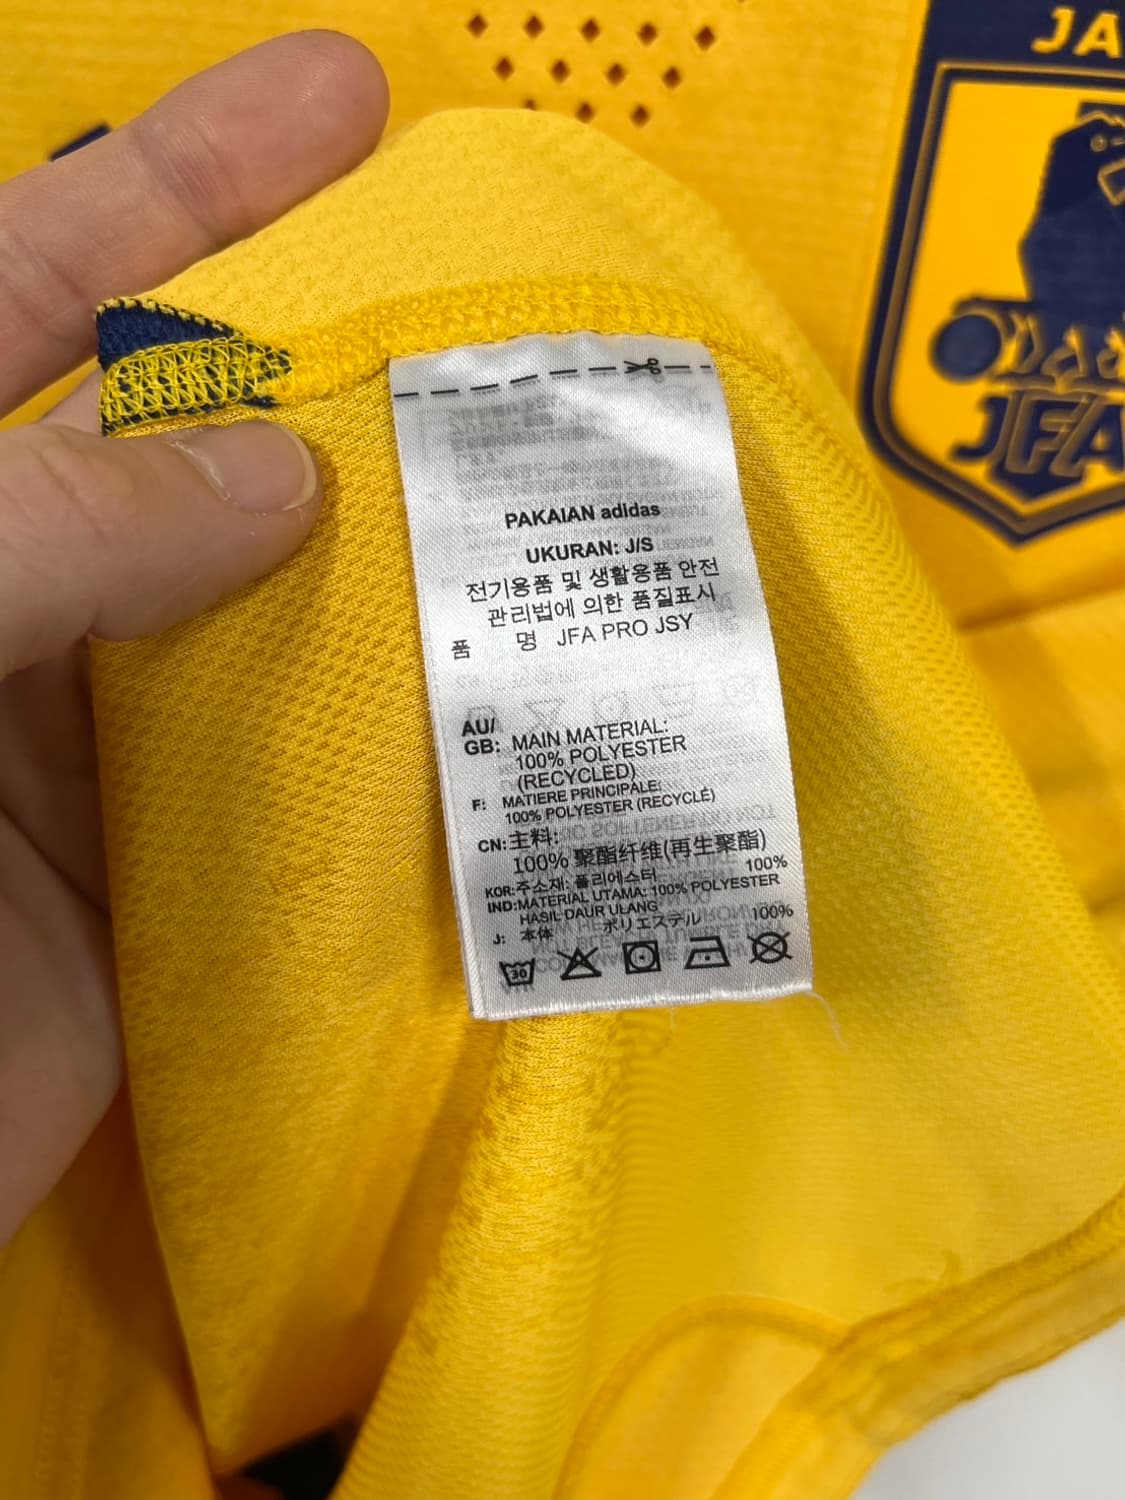 JA
JFA
PAKAIAN adidas
UKURAN: J/S
전기용품 및 생활용품 안전
관리법에 의한 품질표시
품 명 JFA PRO JSY
AU/
GB: MAIN MATERIAL:
100% POLYESTER
(RECYCLED)
F: MATIERE PRINCIPALE:
100% POLYESTER (RECYCLÉ)
CN: 主料:
100% 聚酯纤维(再生聚酯)
KOR: 주소재: 폴리에스터 100%
IND: MATERIAL UTAMA: 100% POLYESTER
HASIL DAUR ULANG
J: 本体 ポリエステル 100%
30